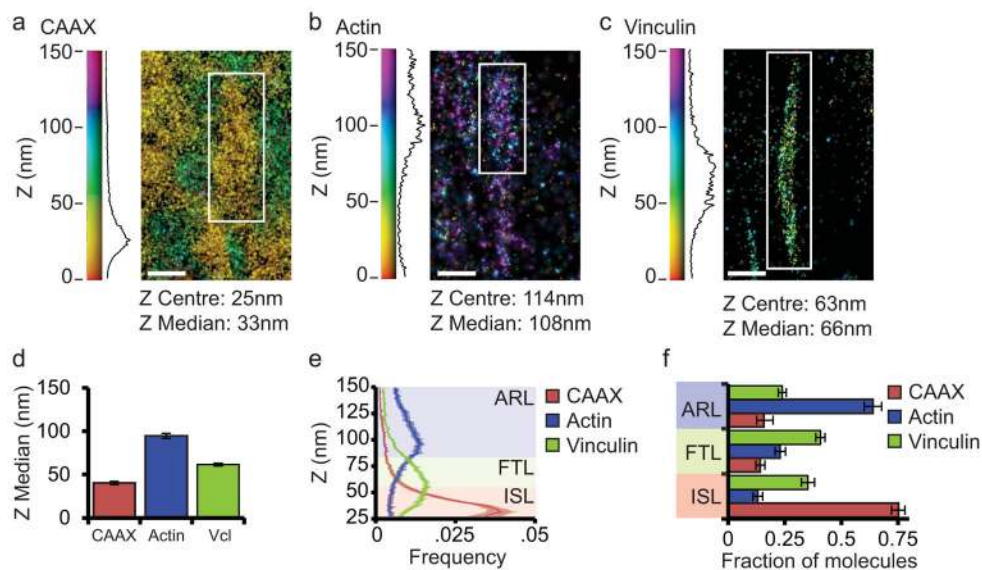 a CAAX
150
100
50
0
Z (nm)
Z Centre: 25nm
Z Median: 33nm
b Actin
150
100
50
0
Z (nm)
Z Centre: 114nm
Z Median: 108nm
c Vinculin
150
100
50
0
Z (nm)
Z Centre: 63nm
Z Median: 66nm
d
Z Median (nm)
150
100
50
0
CAAX Actin Vcl
e
Z (nm)
150
125
100
75
50
25
ARL
FTL
ISL
0 .025 .05
Frequency
CAAX
Actin
Vinculin
f
ARL
FTL
ISL
0 0.25 0.5 0.75
Fraction of molecules
CAAX
Actin
Vinculin